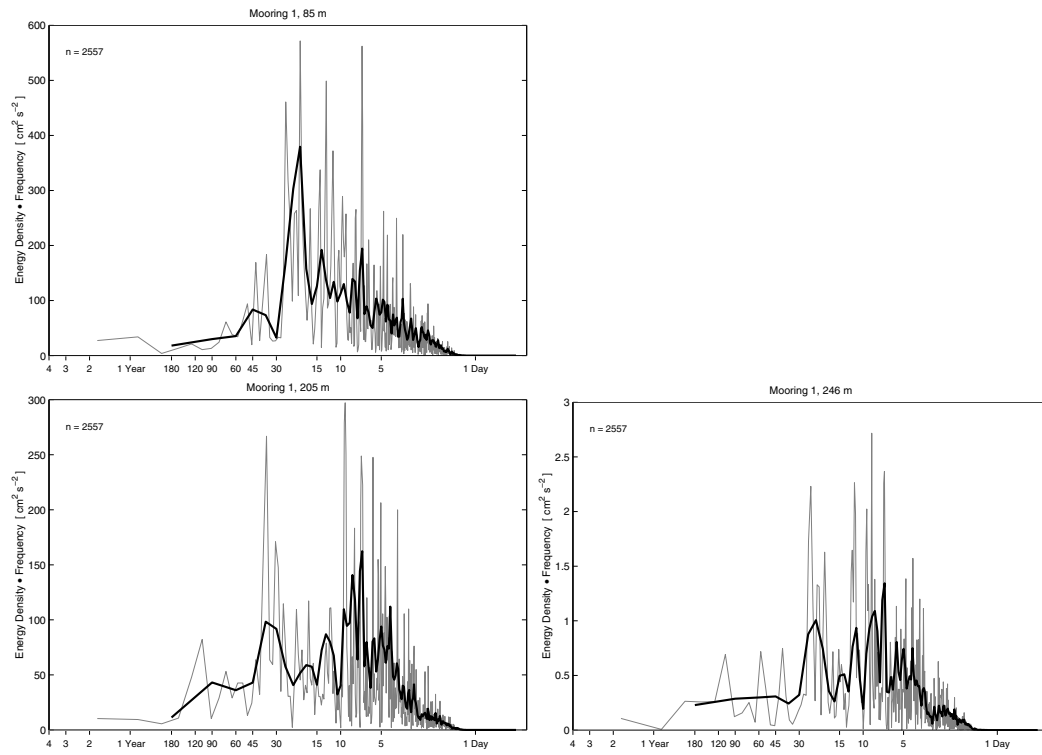 Mooring 1, 85 m
600
n = 2557
500
400
300
200
100
0
Energy Density • Frequency [ cm² s⁻² ]
4 3 2 1 Year 180 120 90 60 45 30 15 10 5 1 Day
Mooring 1, 205 m
300
n = 2557
250
200
150
100
50
0
Energy Density • Frequency [ cm² s⁻² ]
4 3 2 1 Year 180 120 90 60 45 30 15 10 5 1 Day
Mooring 1, 246 m
3
n = 2557
2.5
2
1.5
1
0.5
0
Energy Density • Frequency [ cm² s⁻² ]
4 3 2 1 Year 180 120 90 60 45 30 15 10 5 1 Day